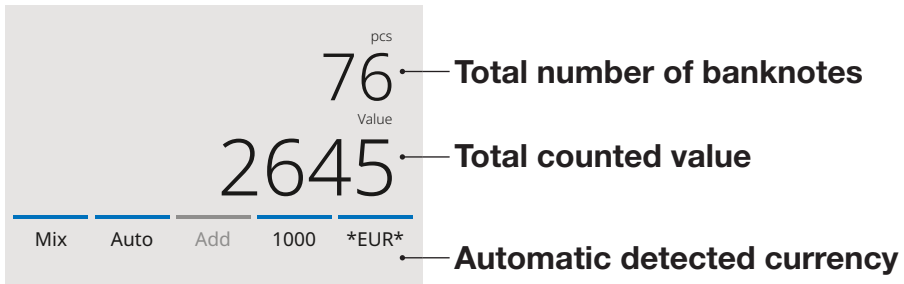 pcs
76
Total number of banknotes
Value
2645
Total counted value
Mix Auto Add 1000 *EUR*
Automatic detected currency